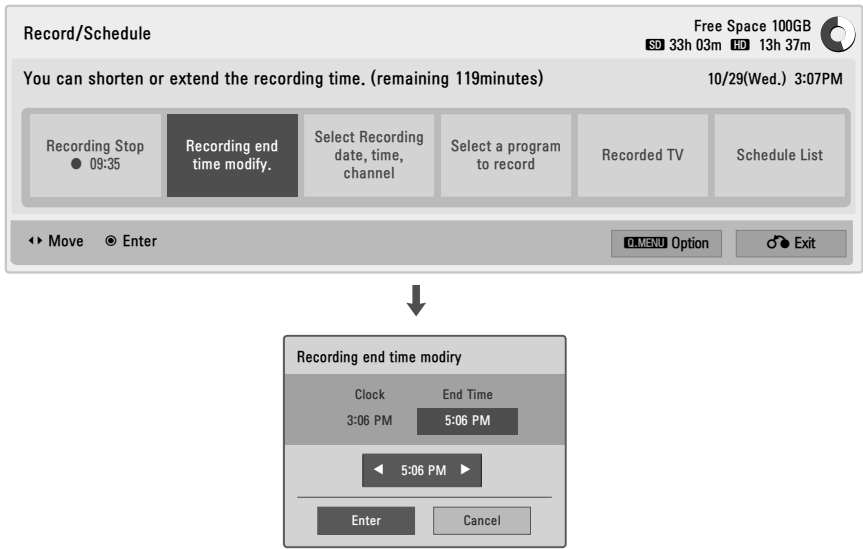 Record/Schedule
Free Space 100GB
SD 33h 03m HD 13h 37m
You can shorten or extend the recording time. (remaining 119minutes)
10/29(Wed.) 3:07PM
Recording Stop
● 09:35
Recording end
time modify.
Select Recording
date, time,
channel
Select a program
to record
Recorded TV
Schedule List
Move
Enter
Q.MENU Option
Exit
Recording end time modiry
Clock End Time
3:06 PM 5:06 PM
◀ 5:06 PM ▶
Enter Cancel